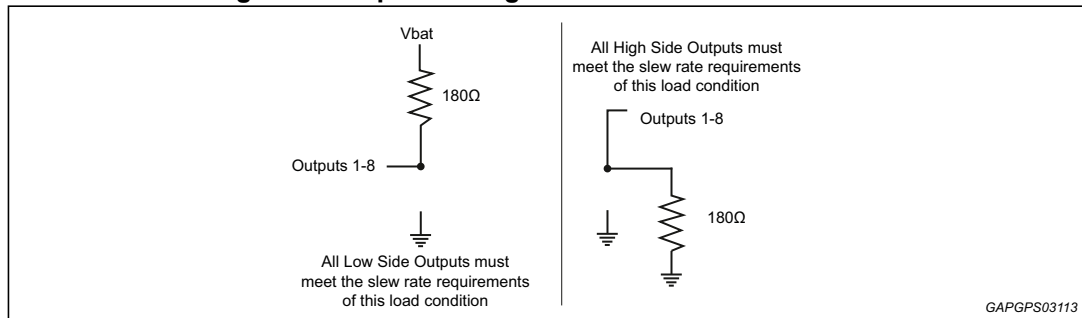 Vbat
180Ω
Outputs 1-8
All Low Side Outputs must
meet the slew rate requirements
of this load condition
All High Side Outputs must
meet the slew rate requirements
of this load condition
Outputs 1-8
180Ω
GAPGPS03113